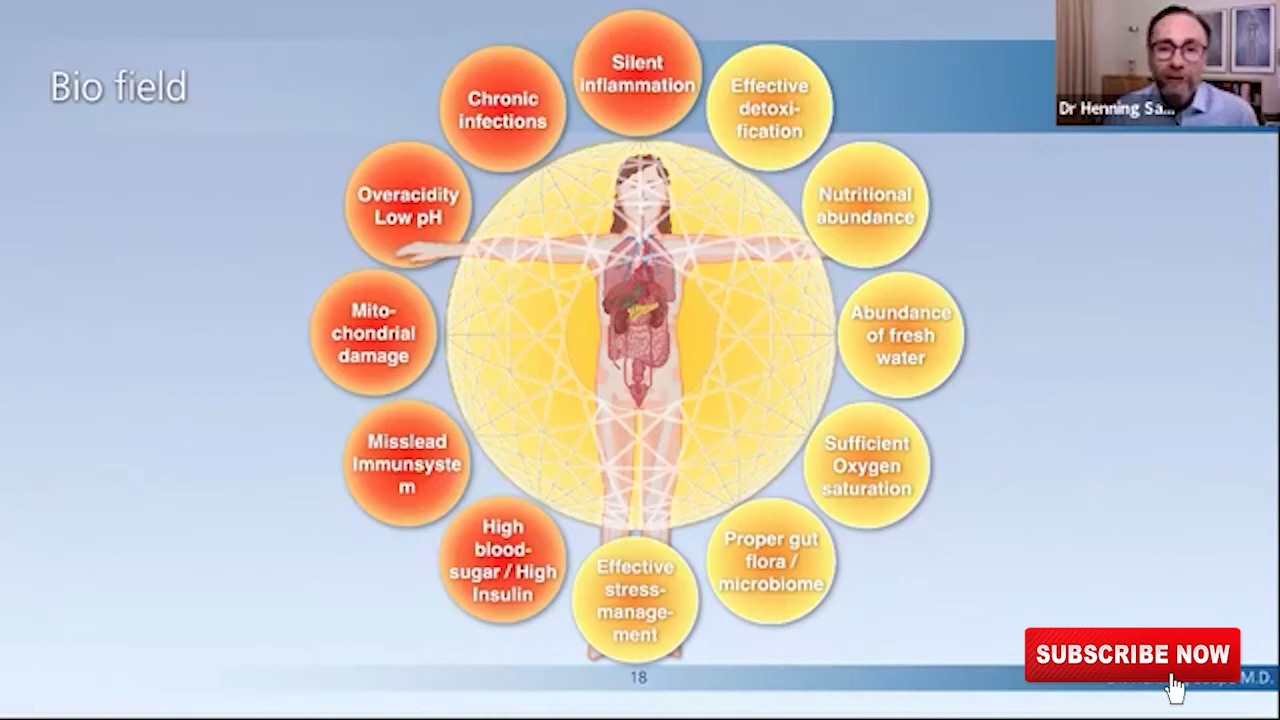 Bio field
Silent
inflammation
Effective
detoxi-
fication
Nutritional
abundance
Abundance
of fresh
water
Sufficient
Oxygen
saturation
Proper gut
flora /
microbiome
Effective
stress-
manage-
ment
High
blood-
sugar / High
Insulin
Misslead
Immunsyste
m
Mito-
chondrial
damage
Overacidity
Low pH
Chronic
infections
Dr Henning Sa...
SUBSCRIBE NOW
18
M.D.